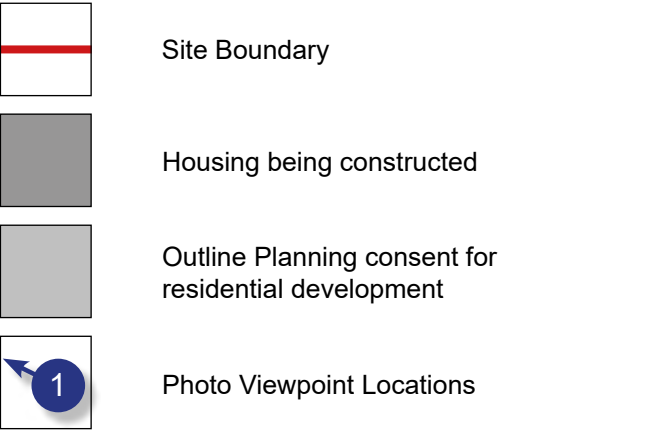 Site Boundary
Housing being constructed
Outline Planning consent for
residential development
1
Photo Viewpoint Locations